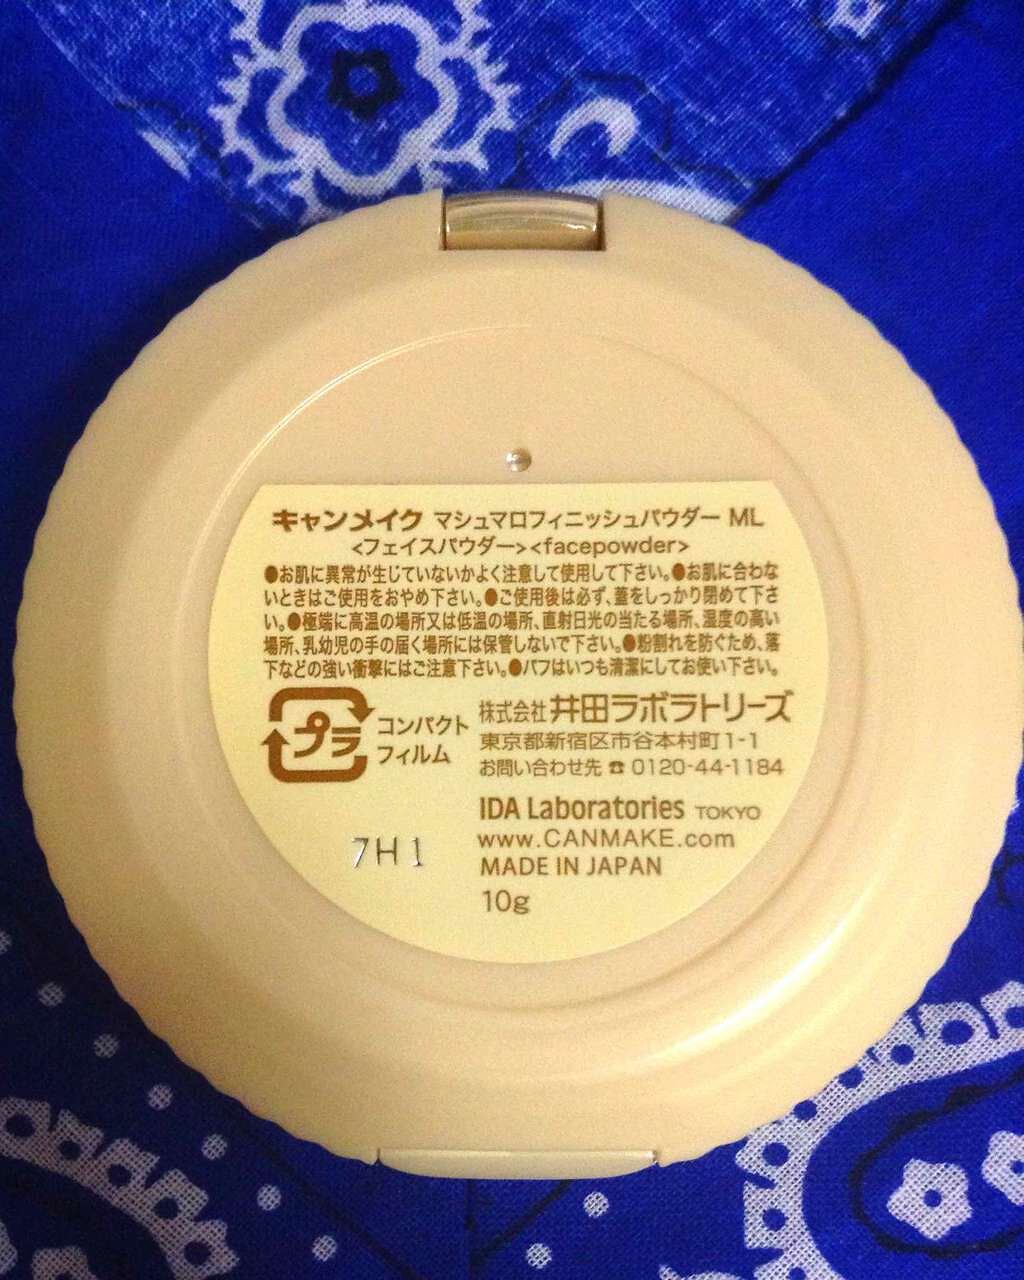 キャンメイク マシュマロフィニッシュパウダー ML
<フェイスパウダー><facepowder>
●お肌に異常が生じていないかよく注意して使用して下さい。●お肌に合わな
いときはご使用をおやめ下さい。●ご使用後は必ず、蓋をしっかり閉めて下さ
い。●極端に高温の場所又は低温の場所、直射日光の当たる場所、湿度の高い
場所、乳幼児の手の届く場所には保管しないで下さい。●粉割れを防ぐため、落
下などの強い衝撃にはご注意下さい。●パフはいつも清潔にしてお使い下さい。
プラ
コンパクト
フィルム
株式会社 井田ラボラトリーズ
東京都新宿区市谷本村町1-1
お問い合わせ先 ☎ 0120-44-1184
IDA Laboratories TOKYO
www.CANMAKE.com
MADE IN JAPAN
10g
7H1